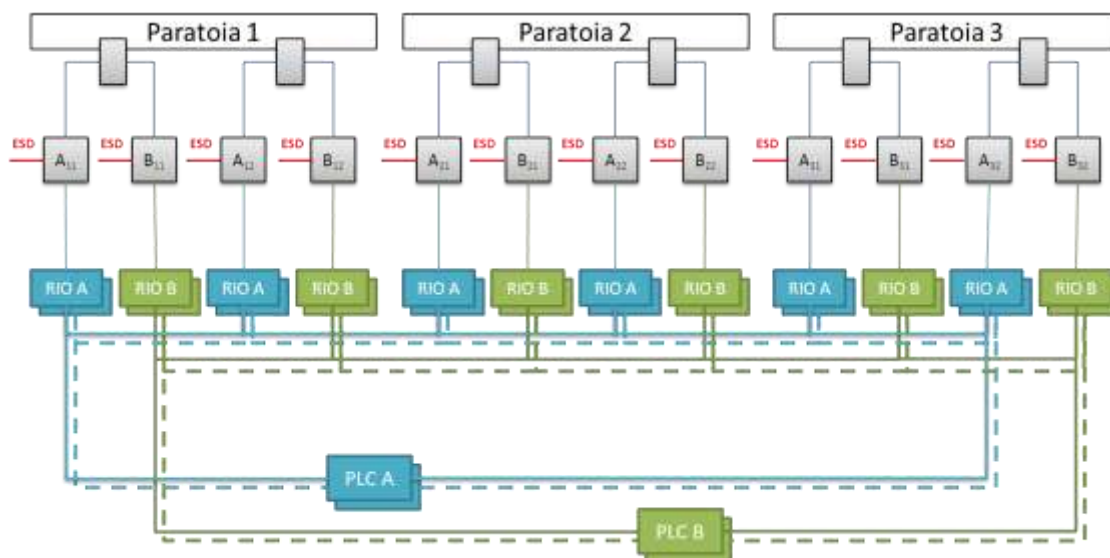 Paratoia 1 Paratoia 2 Paratoia 3
ESD A₁₁ ESD B₁₁ ESD A₁₂ ESD B₁₂ ESD A₂₁ ESD B₂₁ ESD A₂₂ ESD B₂₂ ESD A₃₁ ESD B₃₁ ESD A₃₂ ESD B₃₂
RIO A RIO B RIO A RIO B RIO A RIO B RIO A RIO B RIO A RIO B RIO A RIO B
PLC A
PLC B